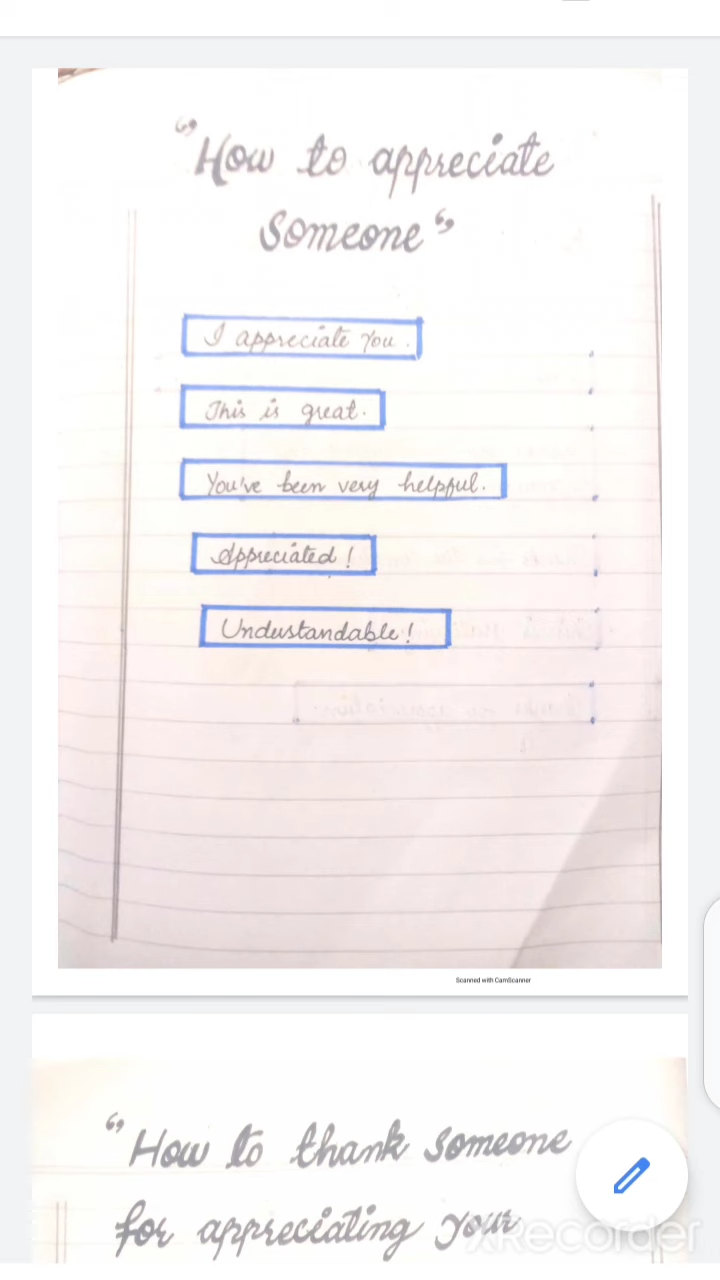 "How to appreciate
someone"
I appreciate you.
This is great.
You've been very helpful.
Appreciated!
Understandable!
Scanned with CamScanner
"How to thank someone
for appreciating your
XRecorder